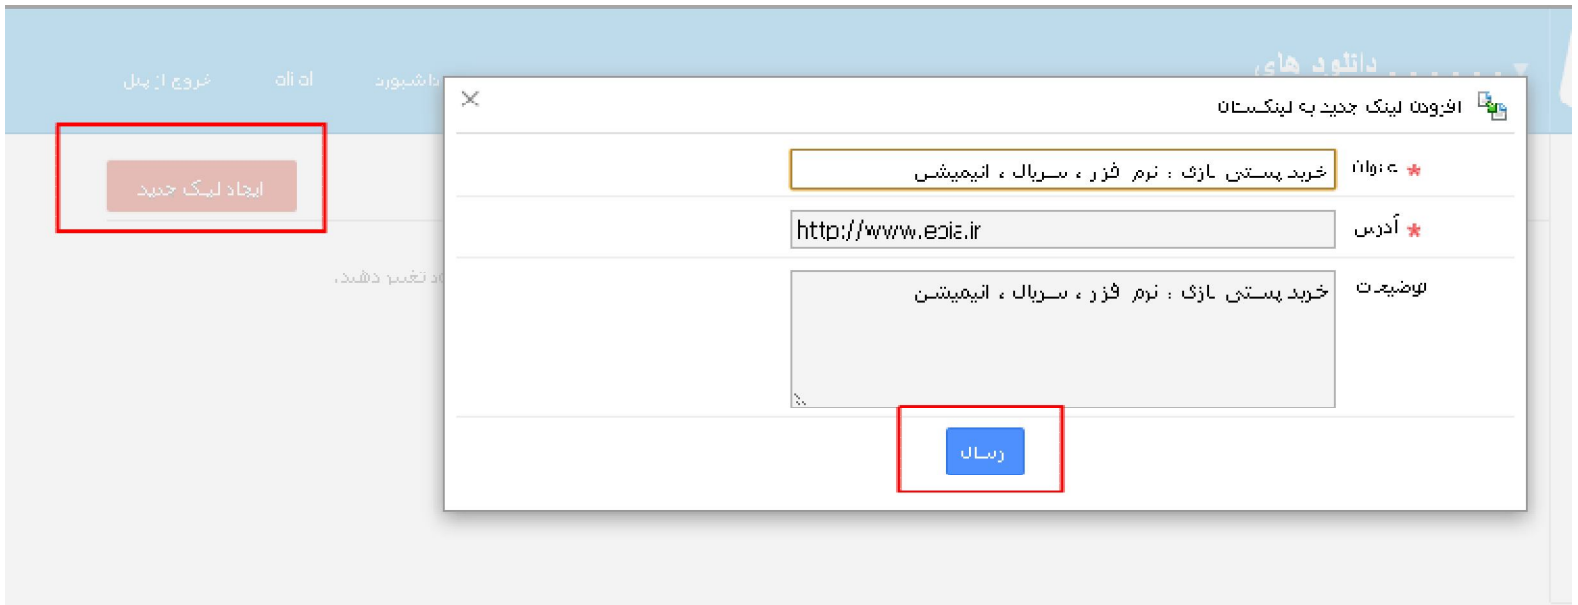 دانلود های
داشبورد
ali al
خروج از پنل
افزودن لینک جدید به لینکستان
ایجاد لینک جدید
* عنوان
خرید پستی بازی ، نرم افزار ، سریال ، انیمیشن
* آدرس
http://www.epia.ir
تغییر دهید.
توضیحات
خرید پستی بازی ، نرم افزار ، سریال ، انیمیشن
ارسال